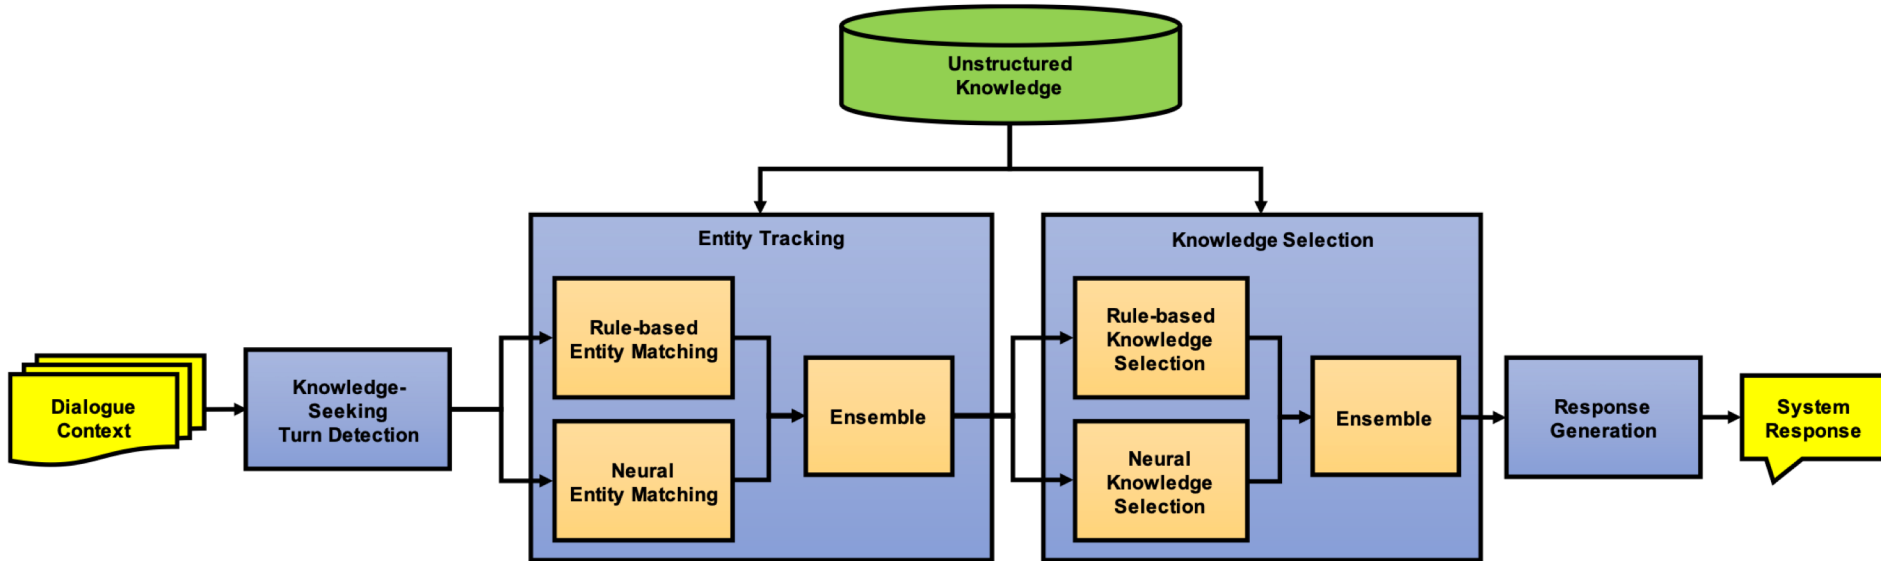 Unstructured
Knowledge
Entity Tracking
Knowledge Selection
Dialogue
Context
Knowledge-
Seeking
Turn Detection
Rule-based
Entity Matching
Neural
Entity Matching
Ensemble
Rule-based
Knowledge
Selection
Neural
Knowledge
Selection
Ensemble
Response
Generation
System
Response